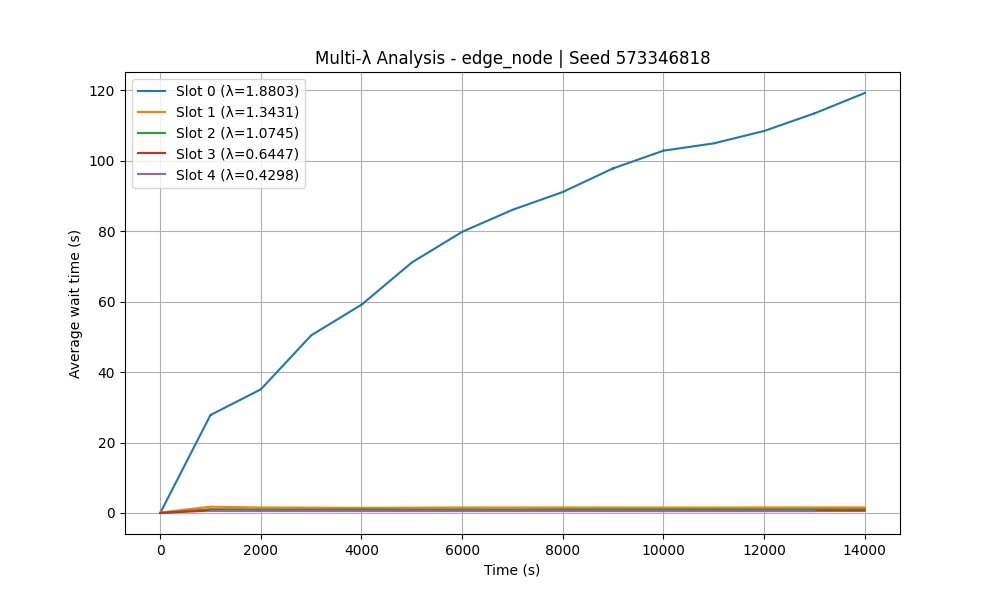 Multi-λ Analysis - edge_node | Seed 573346818
Slot 0 (λ=1.8803)
Slot 1 (λ=1.3431)
Slot 2 (λ=1.0745)
Slot 3 (λ=0.6447)
Slot 4 (λ=0.4298)
Average wait time (s)
120
100
80
60
40
20
0
0 2000 4000 6000 8000 10000 12000 14000
Time (s)